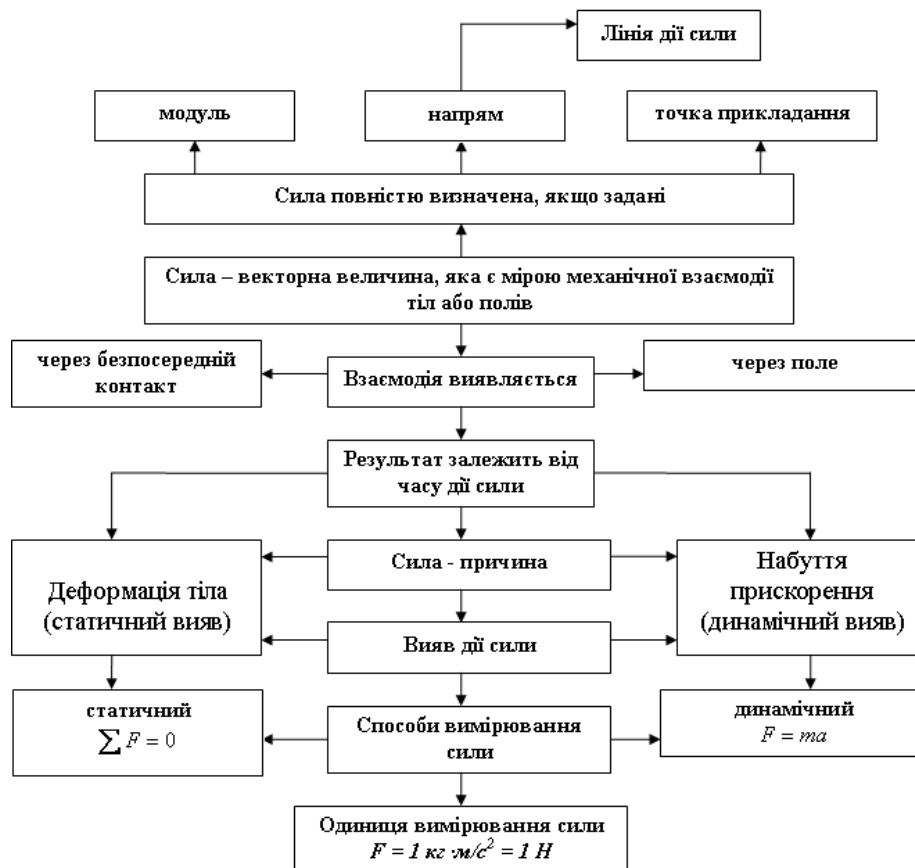 Лінія дії сили
модуль
напрям
точка прикладання
Сила повністю визначена, якщо задані
Сила – векторна величина, яка є мірою механічної взаємодії
тіл або полів
через безпосередній
контакт
Взаємодія виявляється
через поле
Результат залежить від
часу дії сили
Деформація тіла
(статичний вияв)
Сила - причина
Набуття
прискорення
(динамічний вияв)
Вияв дії сили
статичний
∑ F = 0
Способи вимірювання
сили
динамічний
F = ma
Одиниця вимірювання сили
F = 1 кг ·м/с² = 1 Н